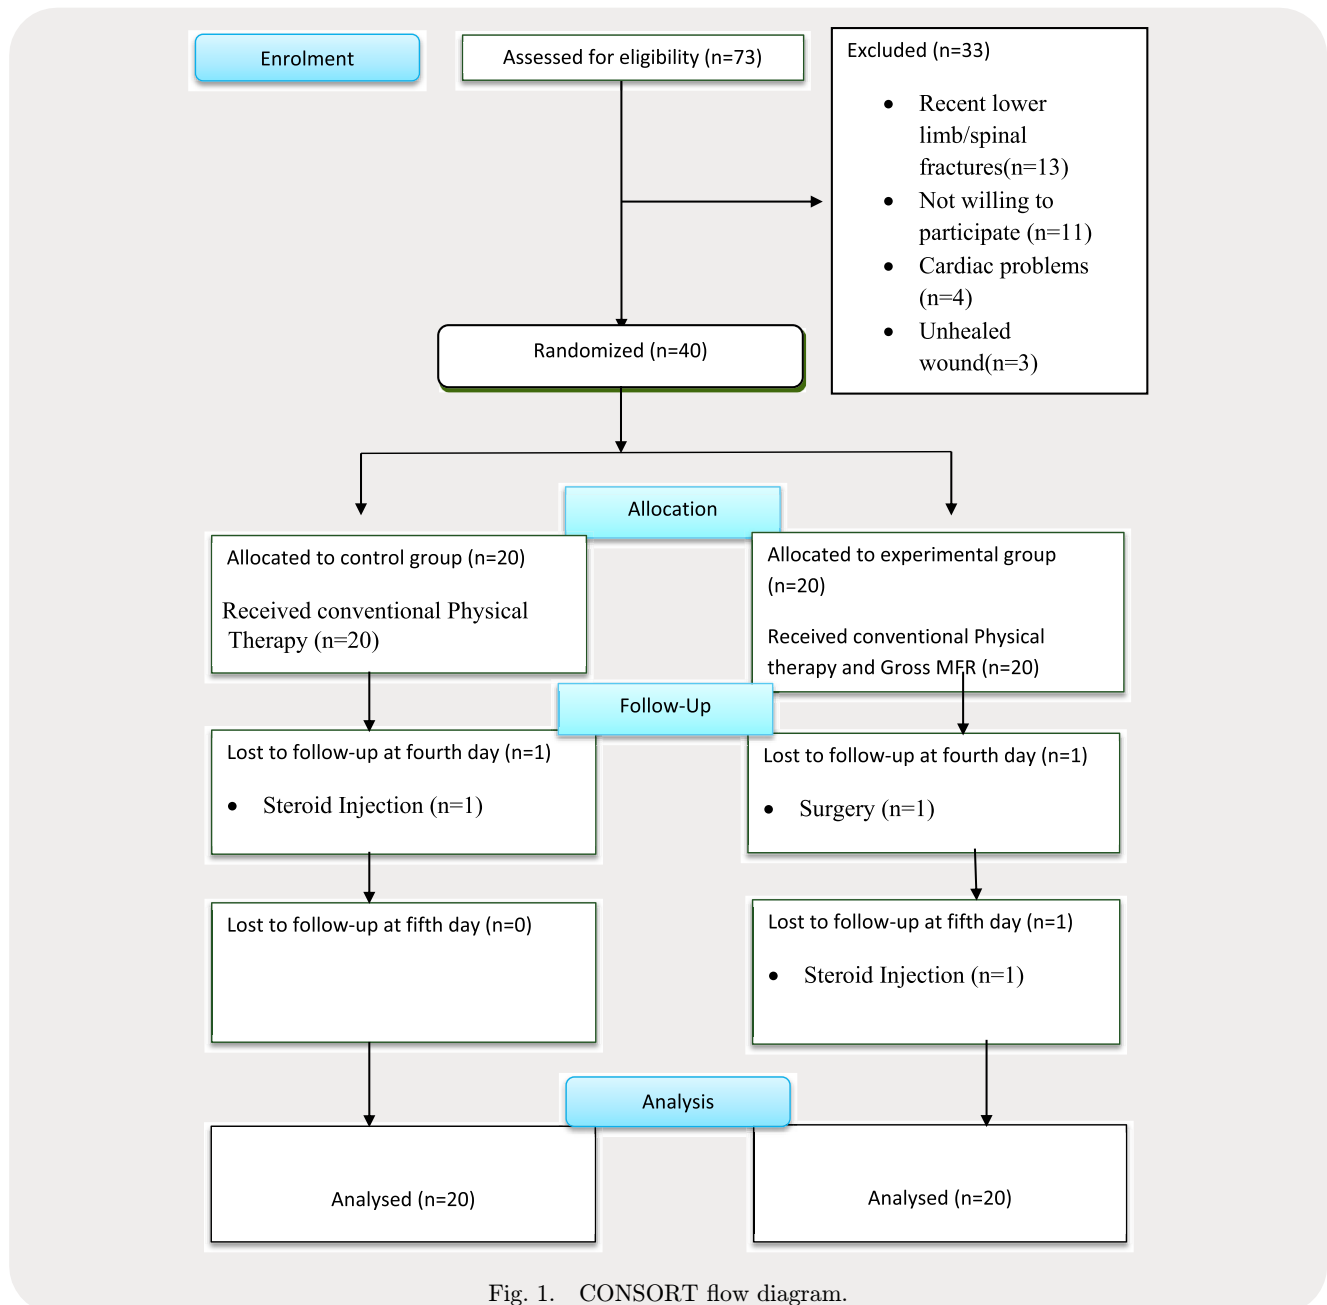 Enrolment
Assessed for eligibility (n=73)
Excluded (n=33)
• Recent lower
limb/spinal
fractures(n=13)
• Not willing to
participate (n=11)
• Cardiac problems
(n=4)
• Unhealed
wound(n=3)
Randomized (n=40)
Allocation
Allocated to control group (n=20)
Received conventional Physical
Therapy (n=20)
Allocated to experimental group
(n=20)
Received conventional Physical
therapy and Gross MFR (n=20)
Follow-Up
Lost to follow-up at fourth day (n=1)
• Steroid Injection (n=1)
Lost to follow-up at fourth day (n=1)
• Surgery (n=1)
Lost to follow-up at fifth day (n=0)
Lost to follow-up at fifth day (n=1)
• Steroid Injection (n=1)
Analysis
Analysed (n=20)
Analysed (n=20)
Fig. 1. CONSORT flow diagram.